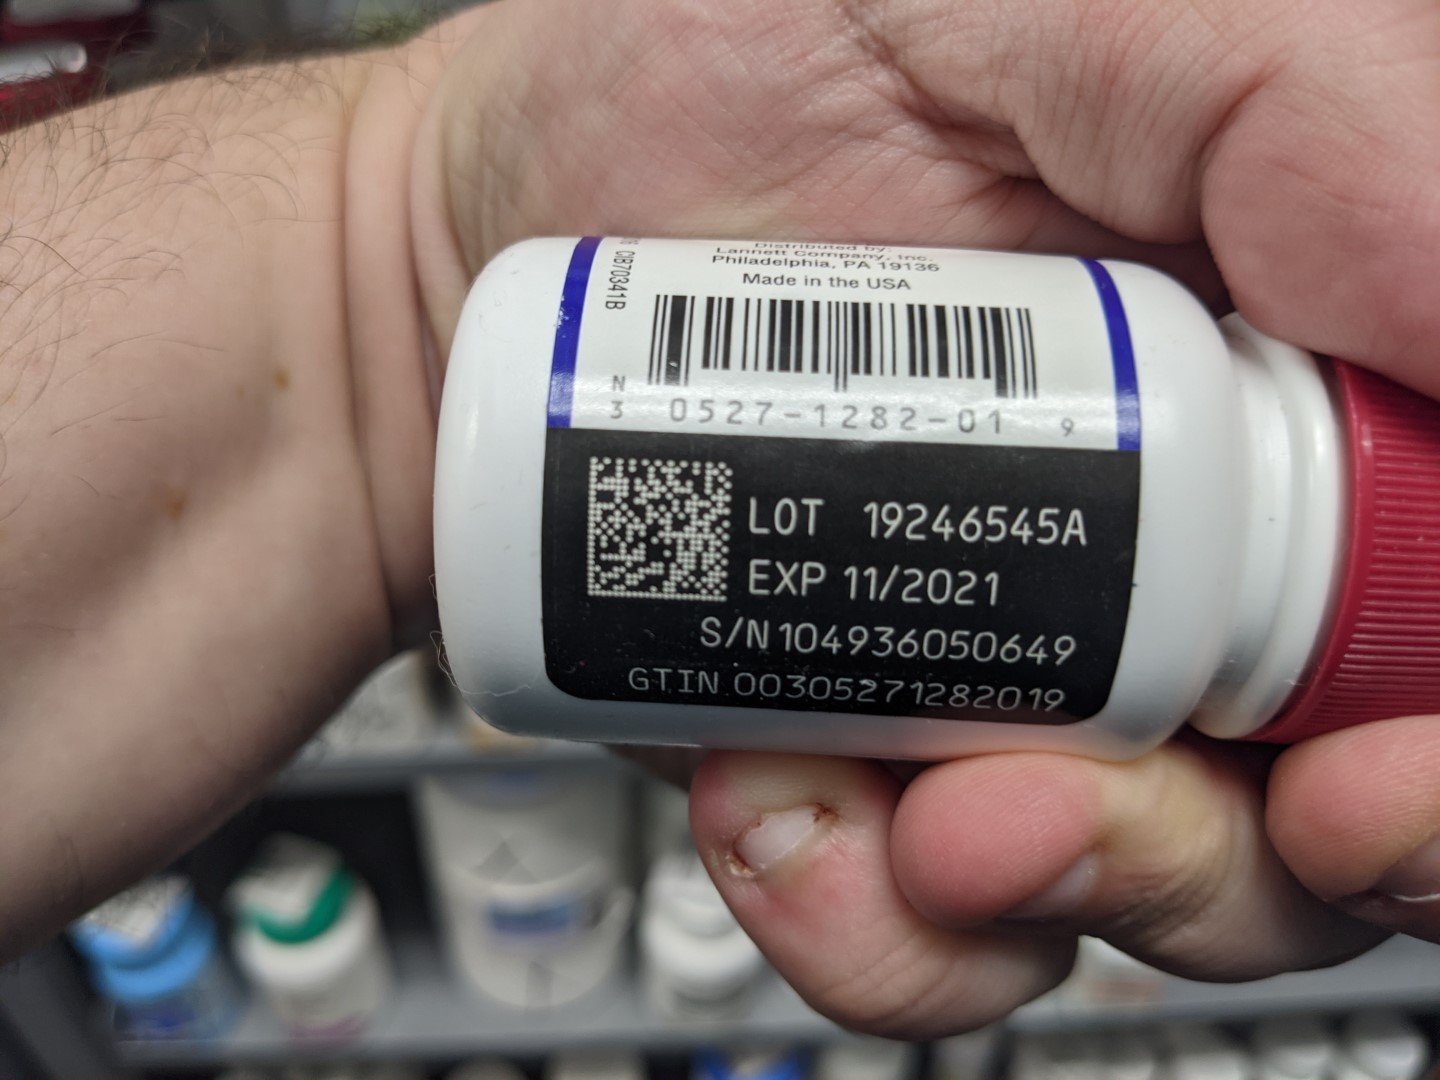 Distributed by:
Lannett Company, Inc.
Philadelphia, PA 19136
Made in the USA
CIB70341B
N
3 0527-1282-01 9
LOT 19246545A
EXP 11/2021
S/N 104936050649
GTIN 00305271282019